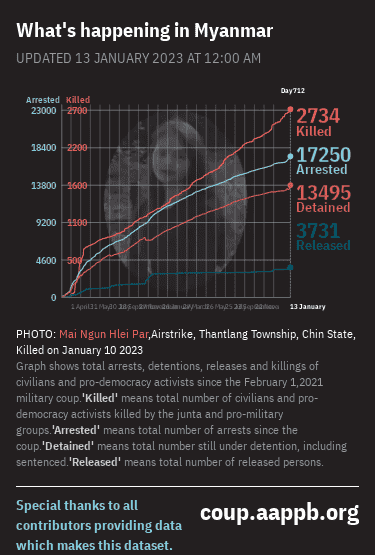 What's happening in Myanmar
UPDATED 13 JANUARY 2023 AT 12:00 AM
Day712
Arrested Killed
23000 2700
18400 2200
13800 1600
9200 1100
4600 500
0
2734
Killed
17250
Arrested
13495
Detained
3731
Released
13 January
PHOTO: Mai Ngun Hlei Par,Airstrike, Thantlang Township, Chin State,
Killed on January 10 2023
Graph shows total arrests, detentions, releases and killings of
civilians and pro-democracy activists since the February 1,2021
military coup.'Killed' means total number of civilians and pro-
democracy activists killed by the junta and pro-military
groups.'Arrested' means total number of arrests since the
coup.'Detained' means total number still under detention, including
sentenced.'Released' means total number of released persons.
Special thanks to all
contributors providing data
which makes this dataset.
coup.aappb.org